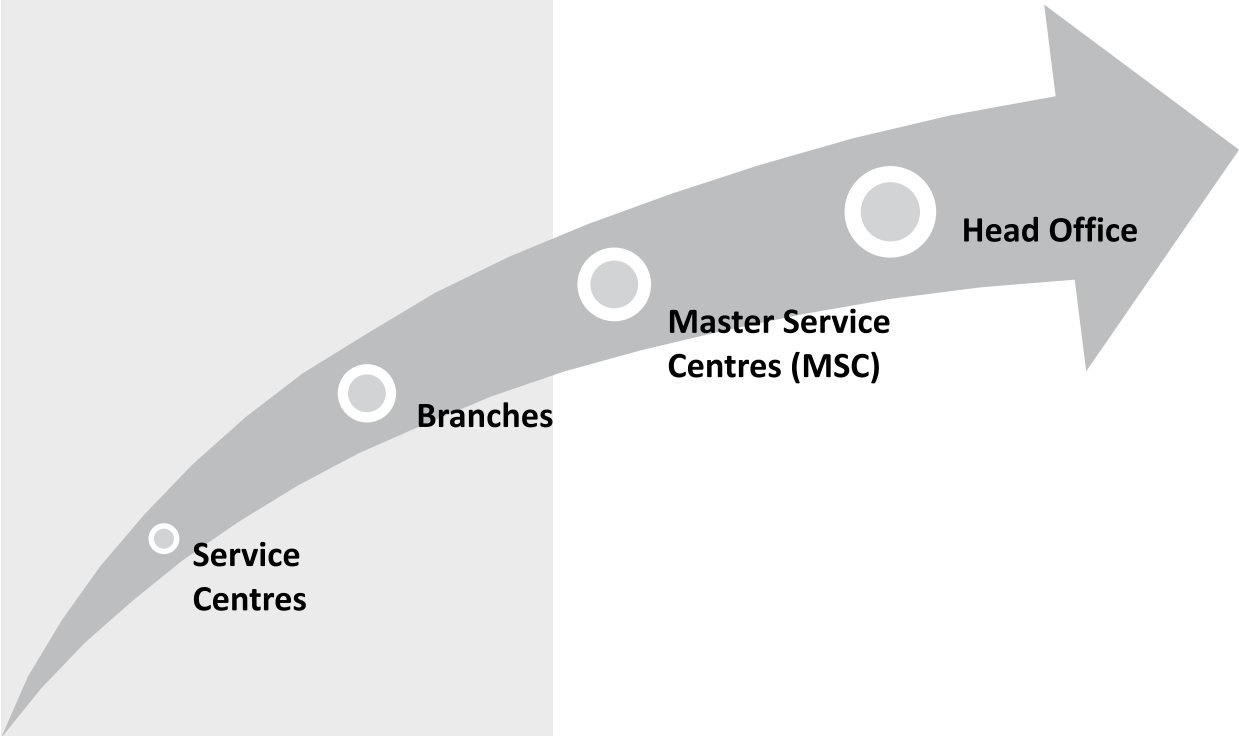 Head Office
Master Service
Centres (MSC)
Branches
Service
Centres